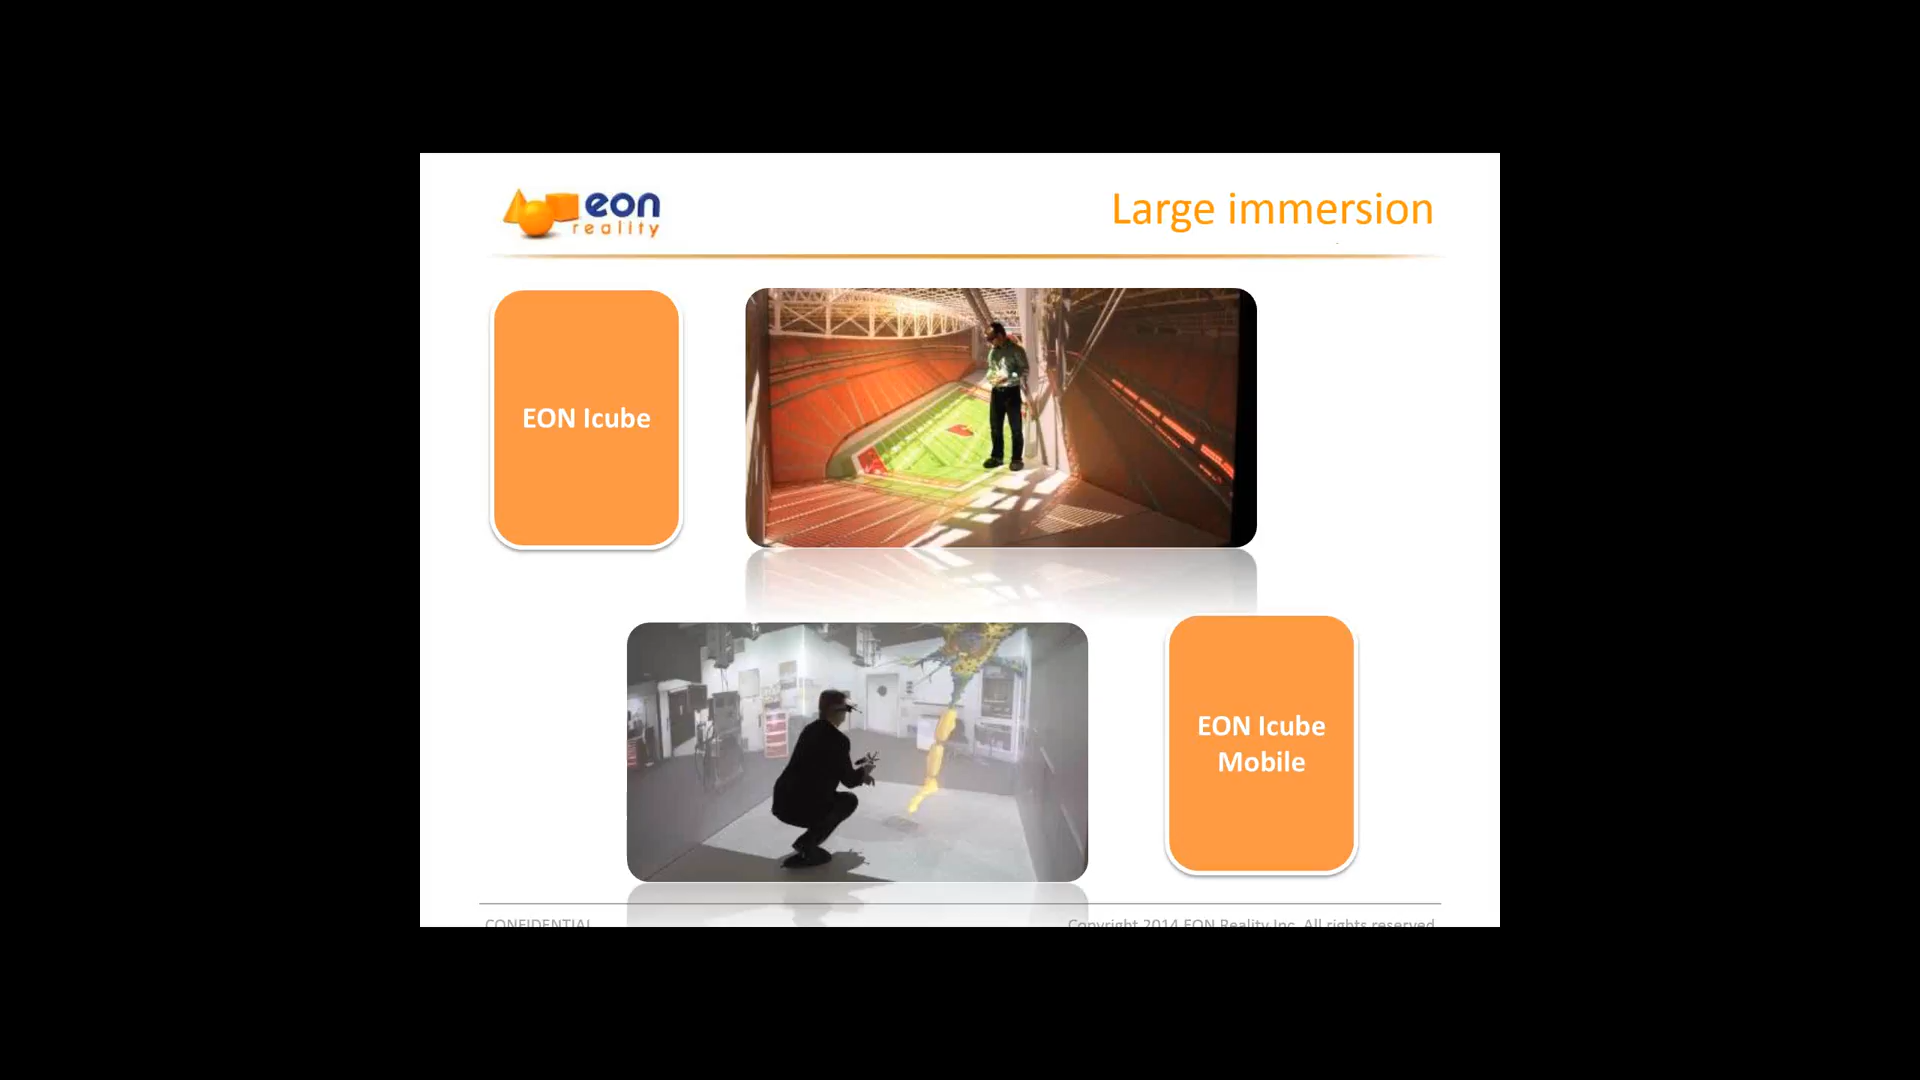 eon
reality
Large immersion
EON Icube
EON Icube
Mobile
CONFIDENTIAL
Copyright 2014 EON Reality Inc. All rights reserved